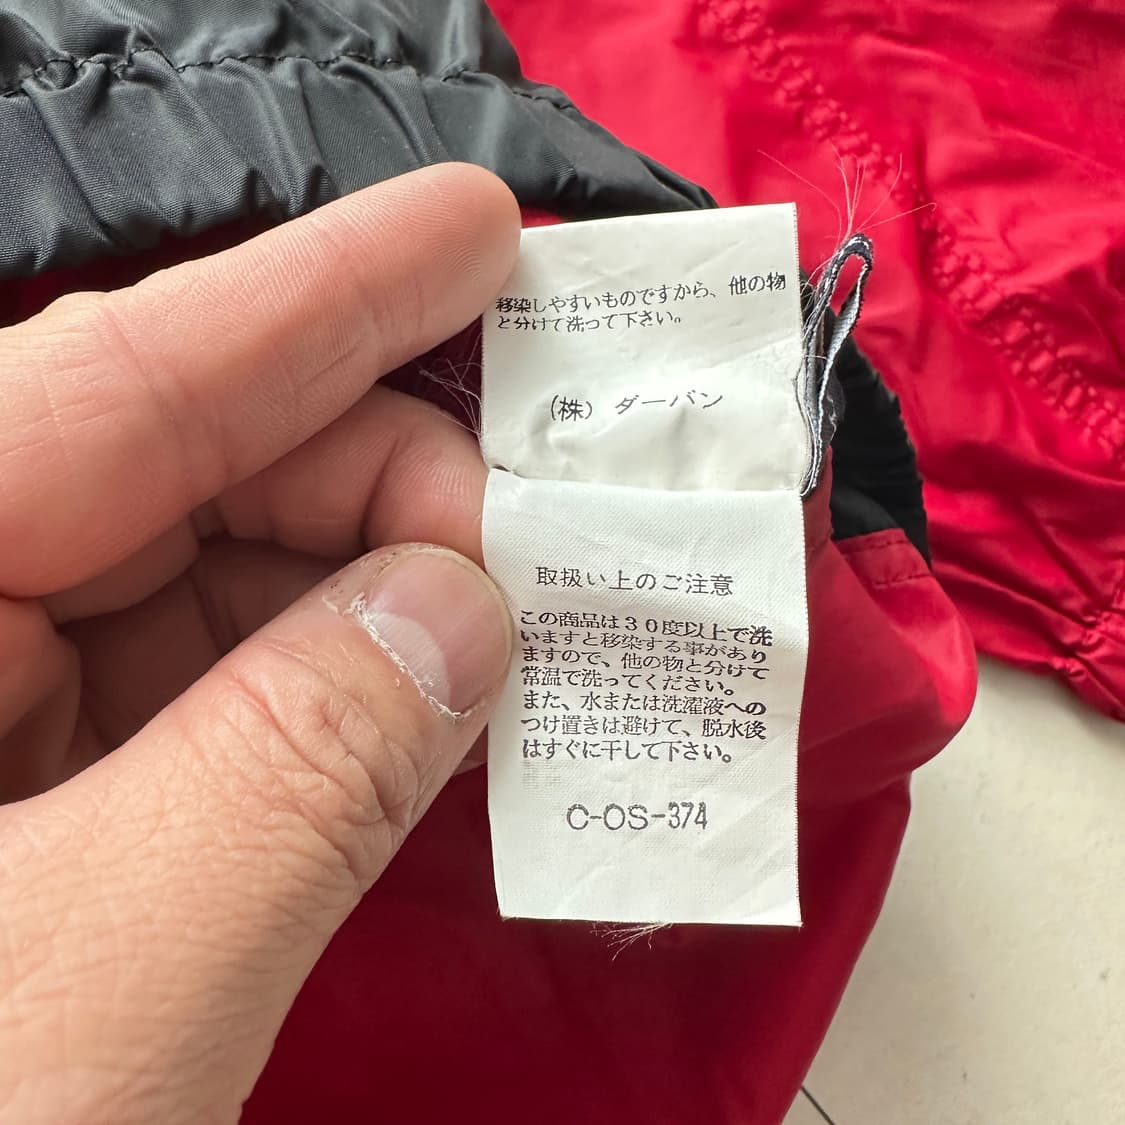 移染しやすいものですから、他の物
と分けて洗って下さい。
(株) ダーバン
取扱い上のご注意
この商品は30度以上で洗
いますと移染する事があり
ますので、他の物と分けて
常温で洗ってください。
また、水または洗濯液への
つけ置きは避けて、脱水後
はすぐに干して下さい。
C-OS-374